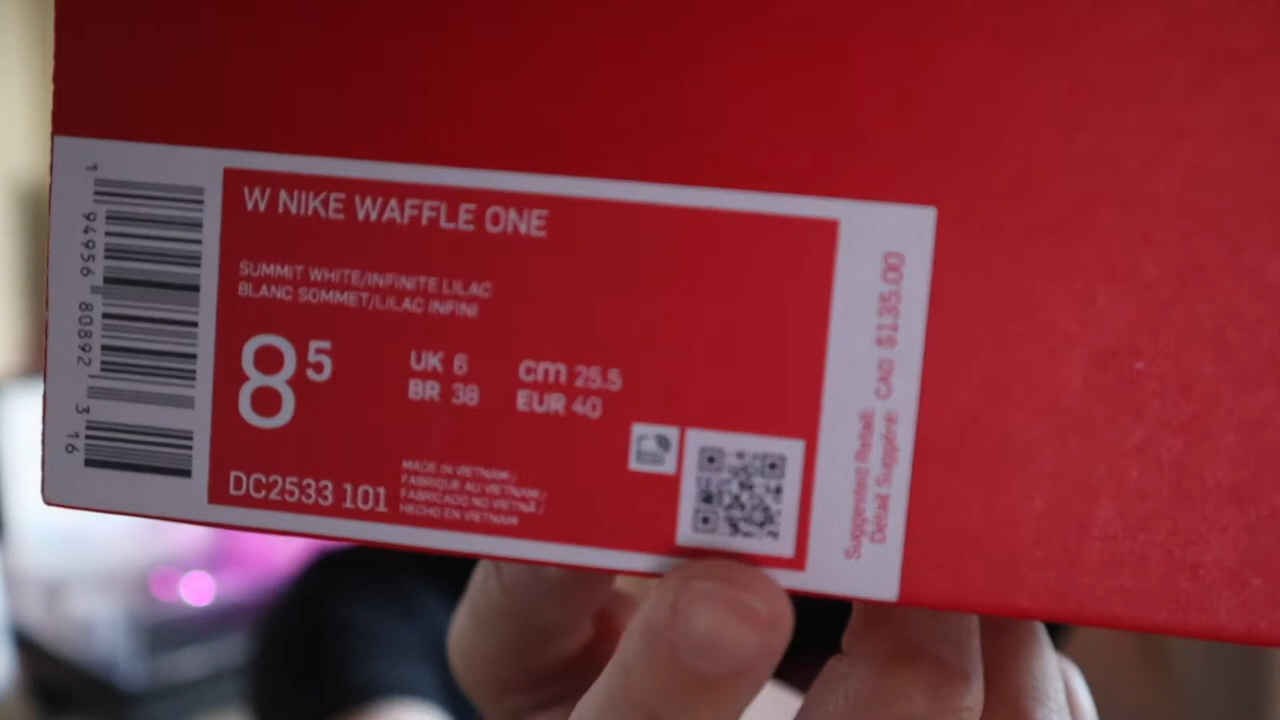 W NIKE WAFFLE ONE
SUMMIT WHITE/INFINITE LILAC
BLANC SOMMET/LILAC INFINI
8 5
UK 6
BR 38
cm 25.5
EUR 40
DC2533 101
MADE IN VIETNAM /
FABRIQUE AU VIETNAM /
FABRICADO NO VIETNÃ /
HECHO EN VIETNAM
1 94956 80892 3 16
Suggested Retail:
Détail Suggéré: CAD $135.00